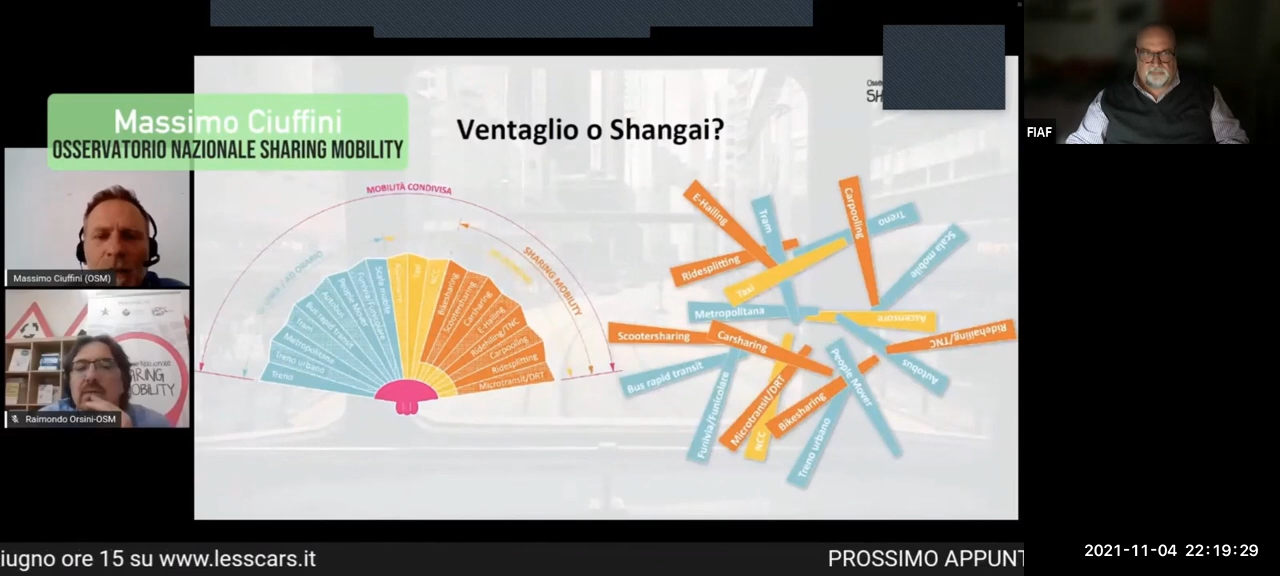 Massimo Ciuffini
OSSERVATORIO NAZIONALE SHARING MOBILITY
Ventaglio o Shangai?
FIAF
Massimo Ciuffini (OSM)
Raimondo Orsini-OSM
MOBILITÀ CONDIVISA
SHARING MOBILITY
Treno
Treno urbano
Metropolitana
Tram
Bus rapid transit
Autobus
People Mover
Funivia/Funicolare
Scala mobile
Taxi
NCC
Bikesharing
Scootersharing
Carsharing
E-Hailing
Ridehailing/TNC
Carpooling
Ridesplitting
Microtransit/DRT
E-Hailing
Tram
Carpooling
Treno
Scala mobile
Ridesplitting
Taxi
Metropolitana
Ascensore
Scootersharing
Carsharing
Ridehailing/TNC
Bus rapid transit
People Mover
Autobus
Funivia/Funicolare
Microtransit/DRT
NCC
Bikesharing
Treno urbano
iugno ore 15 su www.lesscars.it
PROSSIMO APPUNT
2021-11-04 22:19:29